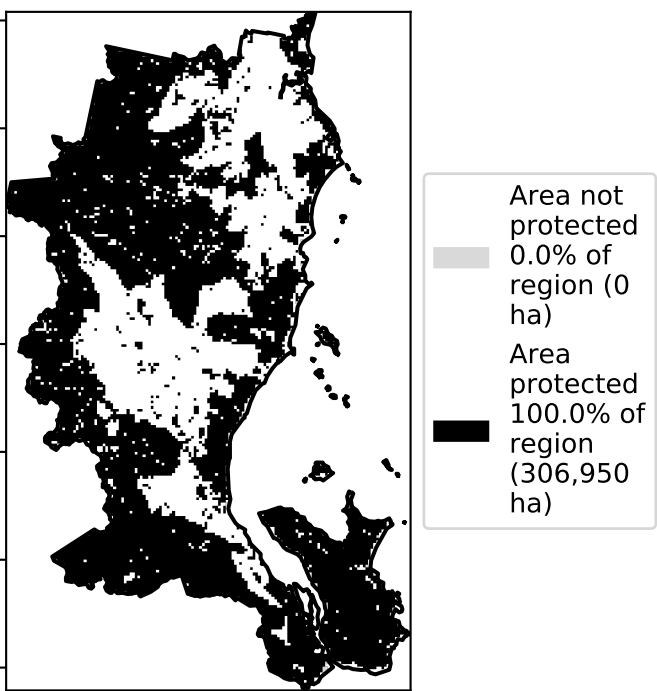 Area not
protected
0.0% of
region (0
ha)
Area
protected
100.0% of
region
(306,950
ha)